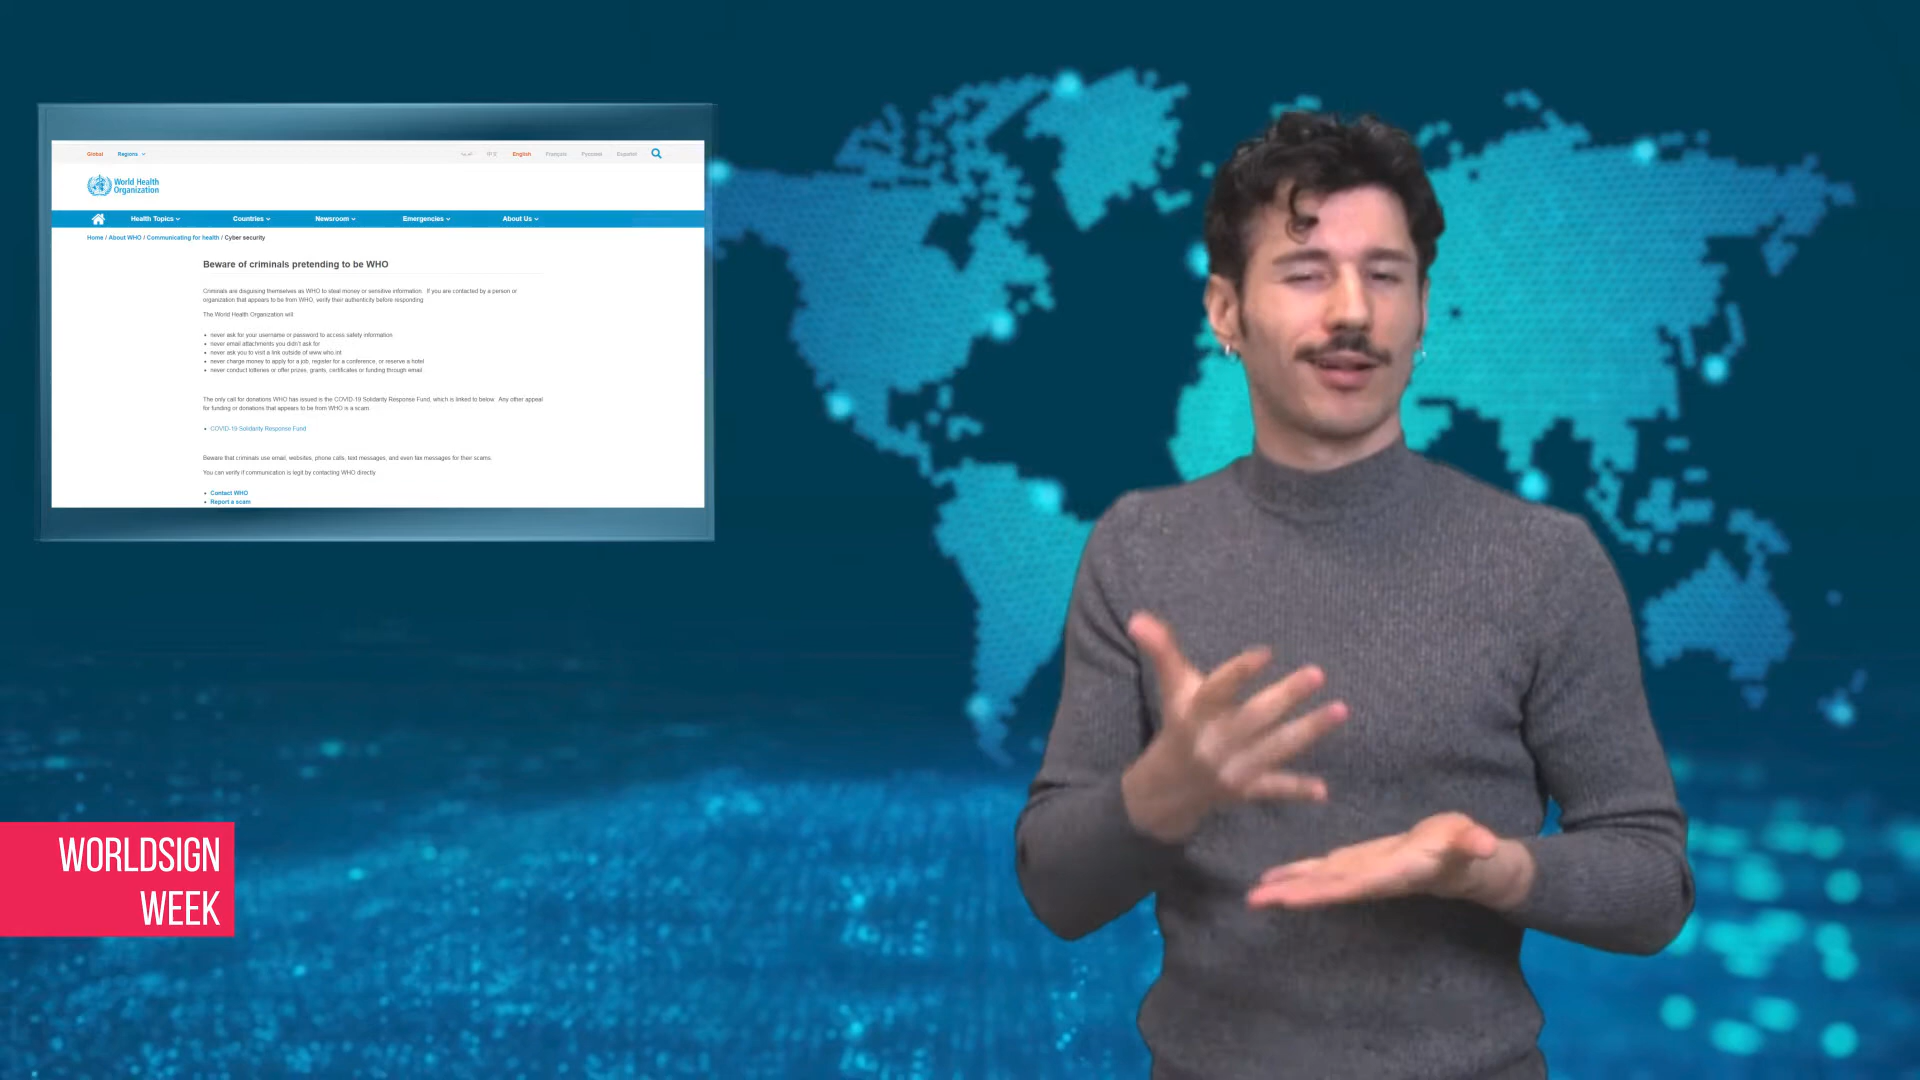 Global Regions English Français Русский Español
World Health
Organization
Health Topics Countries Newsroom Emergencies About Us
Home / About WHO / Communicating for health / Cyber security
Beware of criminals pretending to be WHO
Criminals are disguising themselves as WHO to steal money or sensitive information. If you are contacted by a person or
organization that appears to be from WHO, verify their authenticity before responding
The World Health Organization will
• never ask for your username or password to access safety information
• never email attachments you didn't ask for
• never ask you to visit a link outside of www.who.int
• never charge money to apply for a job, register for a conference, or reserve a hotel
• never conduct lotteries or offer prizes, grants, certificates or funding through email
The only call for donations WHO has issued is the COVID-19 Solidarity Response Fund, which is linked to below. Any other appeal
for funding or donations that appears to be from WHO is a scam
• COVID-19 Solidarity Response Fund
Beware that criminals use email, websites, phone calls, text messages, and even fax messages for their scams.
You can verify if communication is legit by contacting WHO directly
• Contact WHO
• Report a scam
WORLDSIGN
WEEK